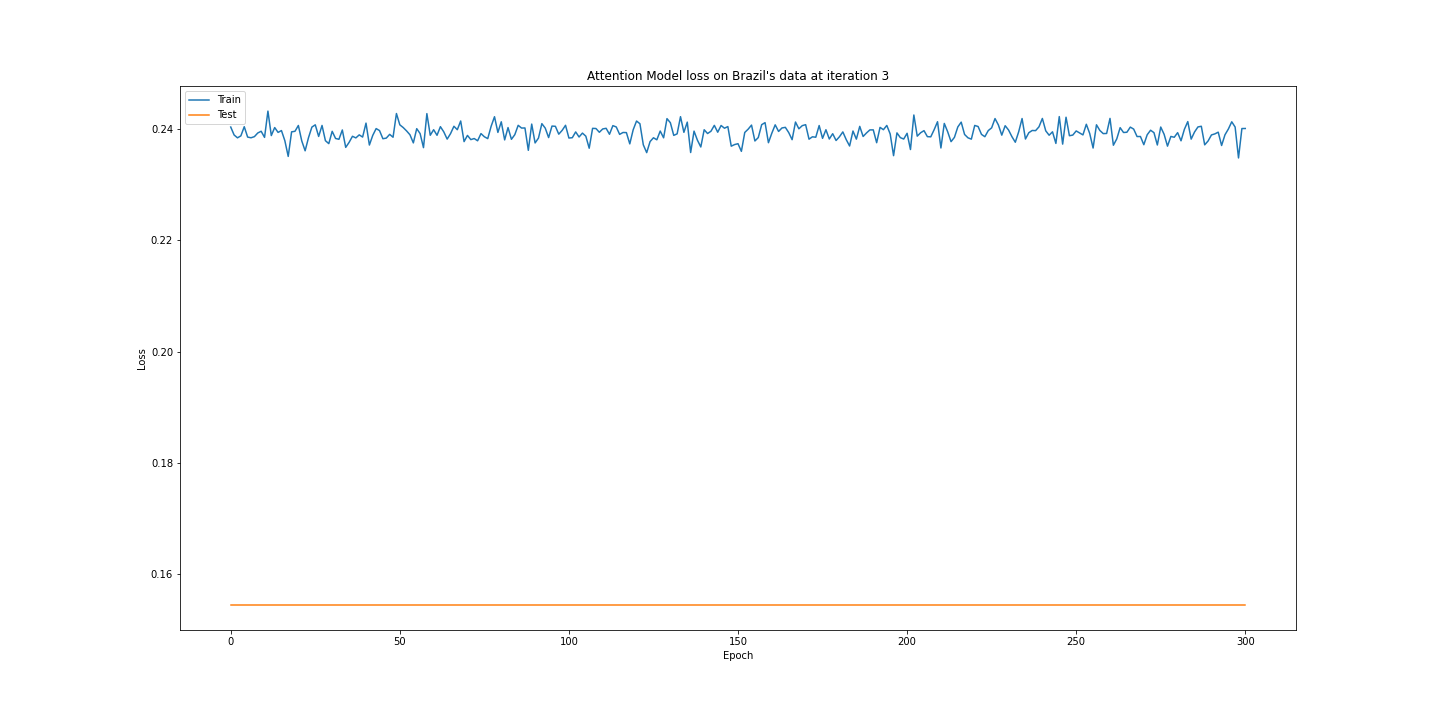 Attention Model loss on Brazil's data at iteration 3
Train
Test
0.24
0.22
0.20
0.18
0.16
Loss
0
50
100
150
200
250
300
Epoch